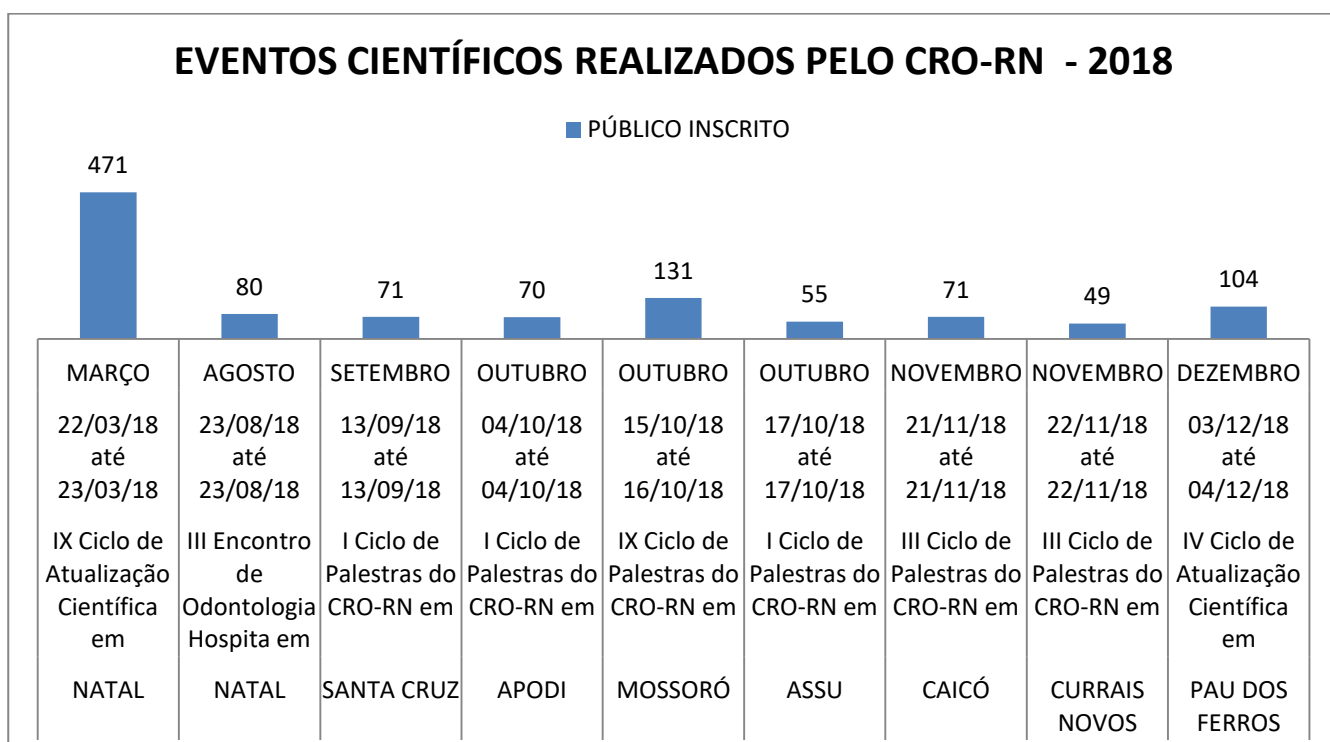 EVENTOS CIENTÍFICOS REALIZADOS PELO CRO-RN - 2018
PÚBLICO INSCRITO
471
80
71
70
131
55
71
49
104
MARÇO
AGOSTO
SETEMBRO
OUTUBRO
OUTUBRO
OUTUBRO
NOVEMBRO
NOVEMBRO
DEZEMBRO
22/03/18
até
23/03/18
23/08/18
até
23/08/18
13/09/18
até
13/09/18
04/10/18
até
04/10/18
15/10/18
até
16/10/18
17/10/18
até
17/10/18
21/11/18
até
21/11/18
22/11/18
até
22/11/18
03/12/18
até
04/12/18
IX Ciclo de
Atualização
Científica
em
III Encontro
de
Odontologia
Hospita em
I Ciclo de
Palestras do
CRO-RN em
I Ciclo de
Palestras do
CRO-RN em
IX Ciclo de
Palestras do
CRO-RN em
I Ciclo de
Palestras do
CRO-RN em
III Ciclo de
Palestras do
CRO-RN em
III Ciclo de
Palestras do
CRO-RN em
IV Ciclo de
Atualização
Científica
em
NATAL
NATAL
SANTA CRUZ
APODI
MOSSORÓ
ASSU
CAICÓ
CURRAIS
NOVOS
PAU DOS
FERROS